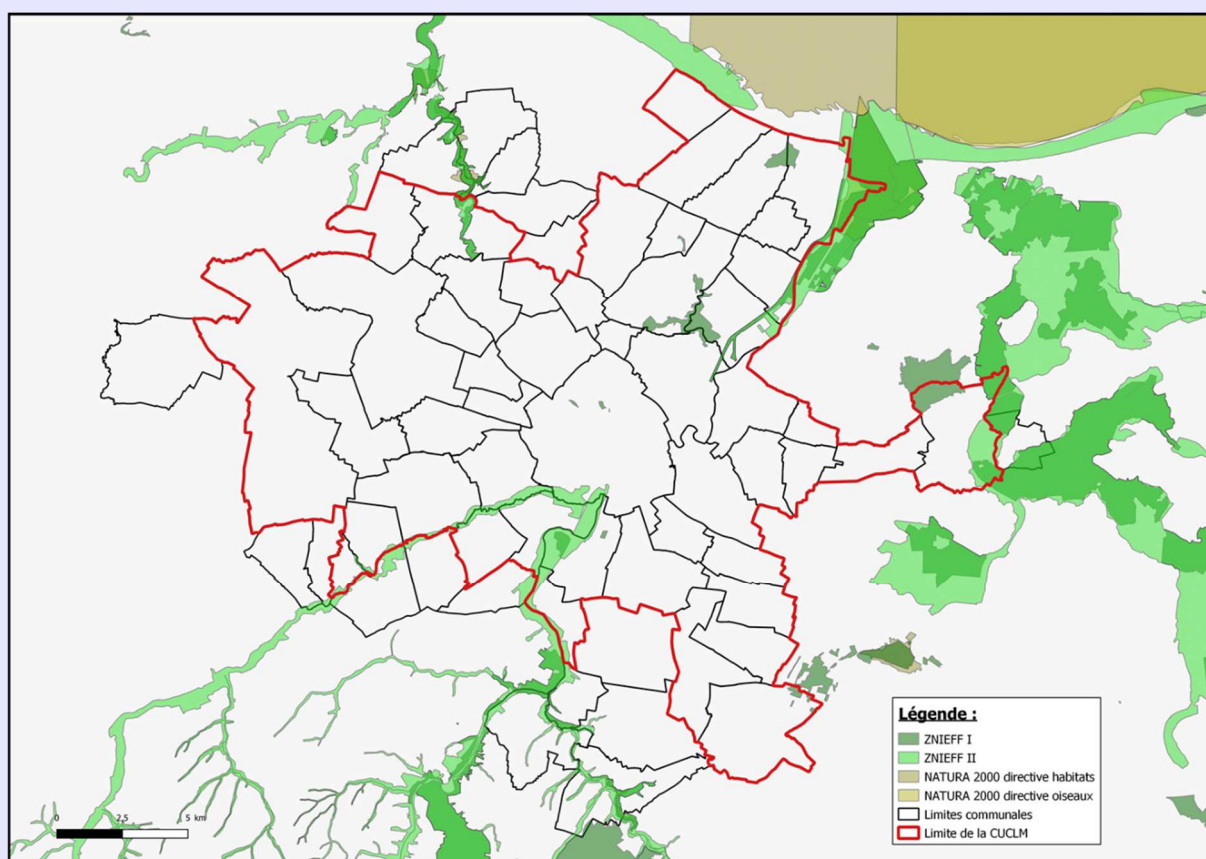 Légende :
ZNIEFF I
ZNIEFF II
NATURA 2000 directive habitats
NATURA 2000 directive oiseaux
Limites communales
Limite de la CUCLM
0 2,5 5 km